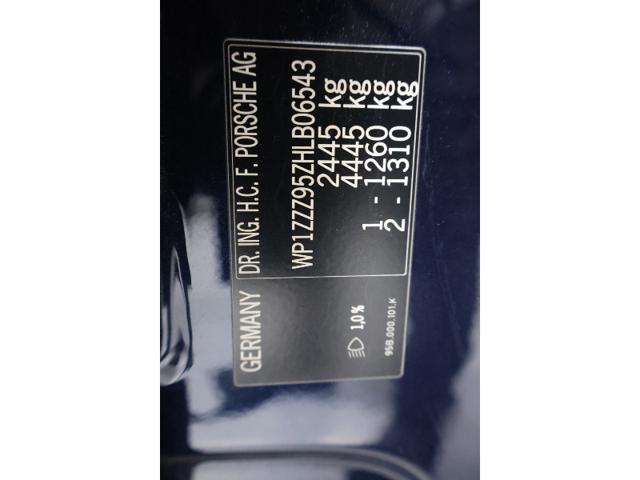 GERMANY DR. ING. H.C. F. PORSCHE AG
WP1ZZZ95ZHLB06543
2445 kg
4445 kg
1 - 1260 kg
2 - 1310 kg
1,0%
95B.000.101.K